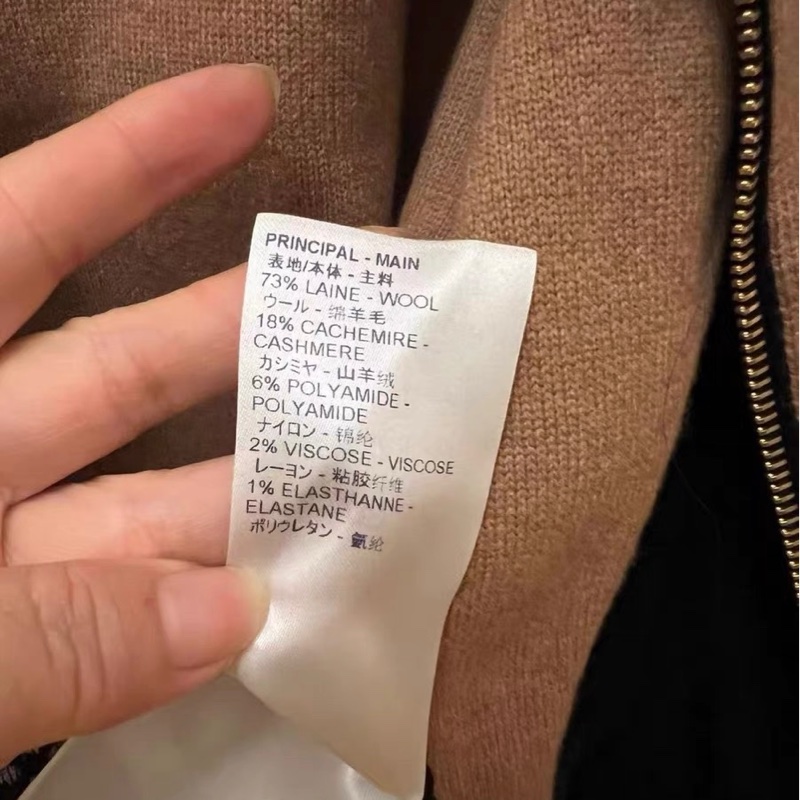 PRINCIPAL - MAIN
表地/本体 - 主料
73% LAINE - WOOL
ウール - 绵羊毛
18% CACHEMIRE -
CASHMERE
カシミヤ - 山羊绒
6% POLYAMIDE -
POLYAMIDE
ナイロン - 锦纶
2% VISCOSE - VISCOSE
レーヨン - 粘胶纤维
1% ELASTHANNE -
ELASTANE
ポリウレタン - 氨纶